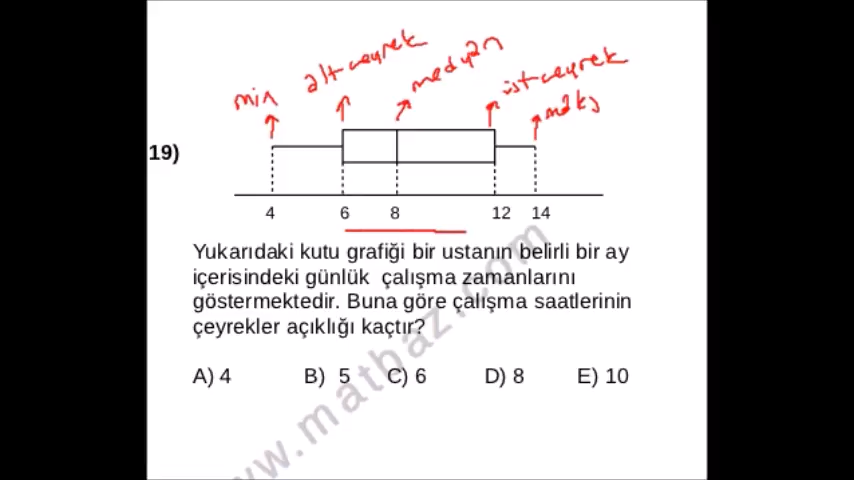 min alt çeyrek medyan üst çeyrek maks
19)
4 6 8 12 14
Yukarıdaki kutu grafiği bir ustanın belirli bir ay
içerisindeki günlük çalışma zamanlarını
göstermektedir. Buna göre çalışma saatlerinin
çeyrekler açıklığı kaçtır?
A) 4 B) 5 C) 6 D) 8 E) 10
www.matbaz.com